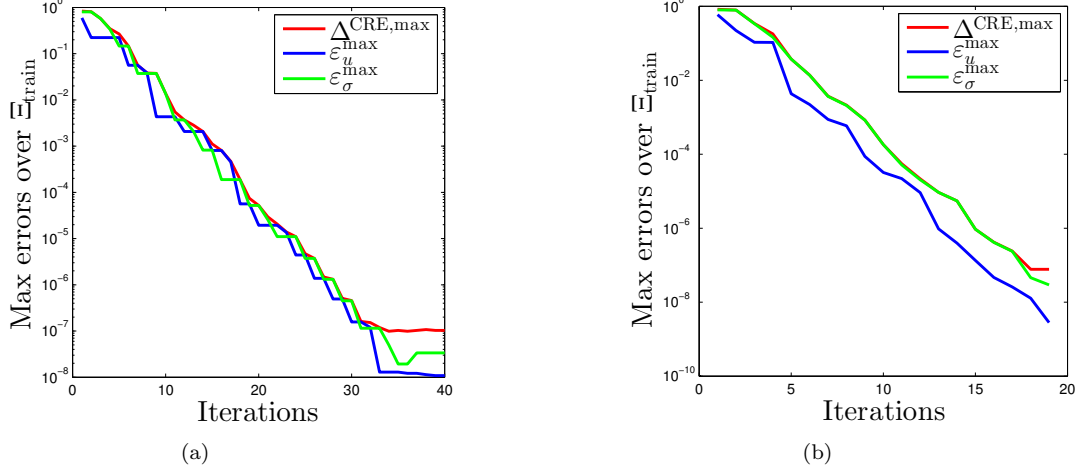 Max errors over Ξ_train
10^0
10^-1
10^-2
10^-3
10^-4
10^-5
10^-6
10^-7
10^-8
0
10
20
30
40
Iterations
Δ^CRE,max
ε_u^max
ε_σ^max
(a)
Max errors over Ξ_train
10^0
10^-2
10^-4
10^-6
10^-8
10^-10
0
5
10
15
20
Iterations
Δ^CRE,max
ε_u^max
ε_σ^max
(b)